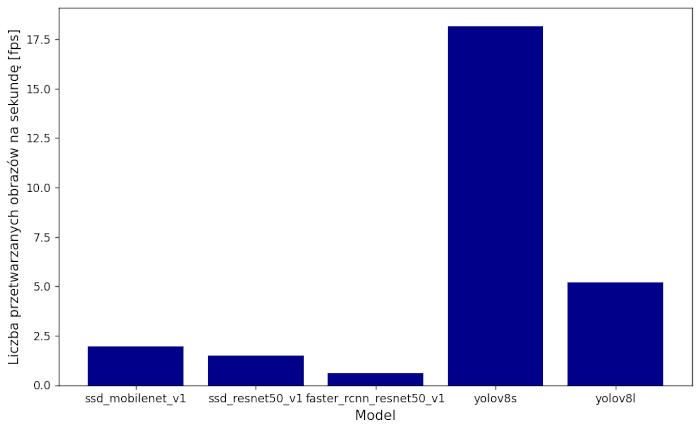 Liczba przetwarzanych obrazów na sekundę [fps]
17.5
15.0
12.5
10.0
7.5
5.0
2.5
0.0
ssd_mobilenet_v1 ssd_resnet50_v1 faster_rcnn_resnet50_v1 yolov8s yolov8l
Model